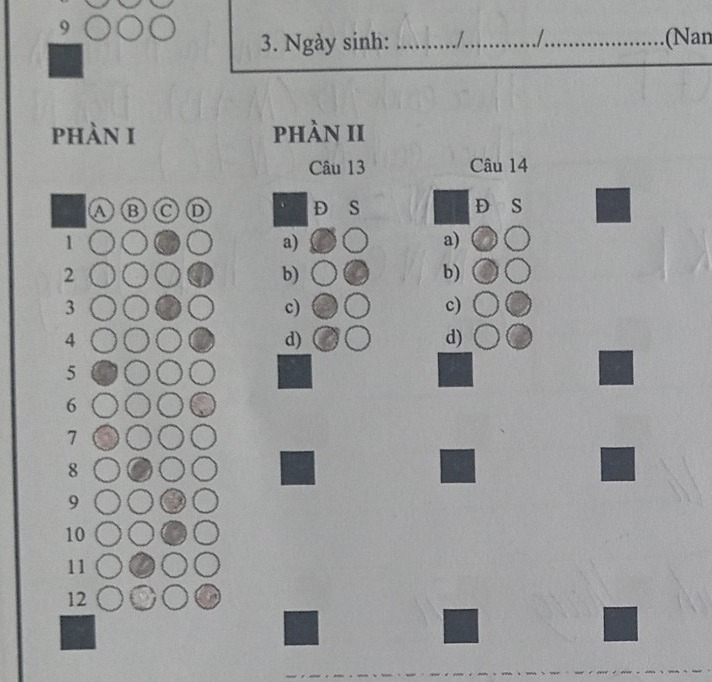 9
3. Ngày sinh: ........../............/....................(Nam
PHẦN I
PHẦN II
Câu 13
Câu 14
A B C D
Đ S
Đ S
1
a)
a)
2
b)
b)
3
c)
c)
4
d)
d)
5
6
7
8
9
10
11
12